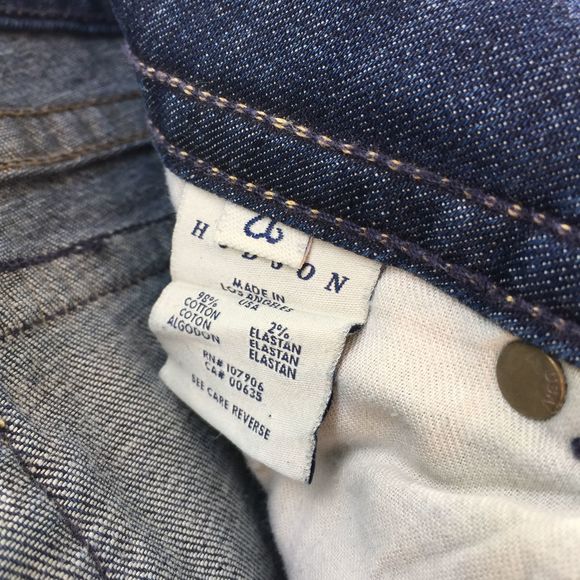 HUDSON
MADE IN
LOS ANGELES
USA
98% 2%
COTTON ELASTAN
COTON ELASTAN
ALGODON ELASTAN
RN# 107906
CA# 00635
SEE CARE REVERSE